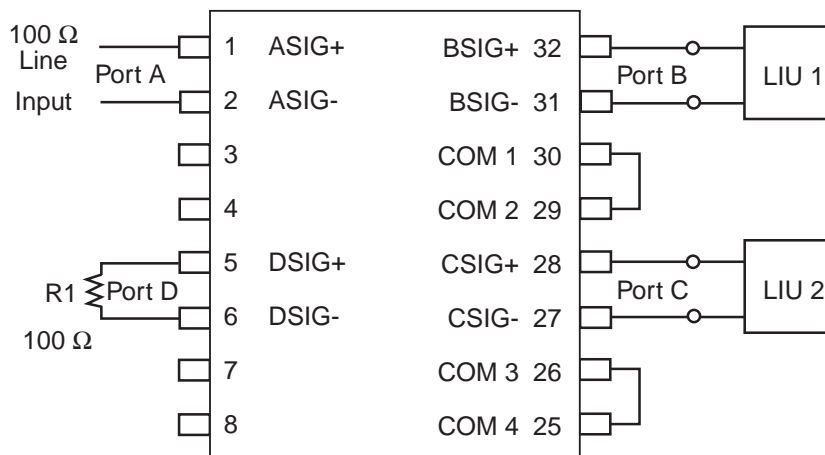 100 Ω
Line
Port A
Input
1 ASIG+ BSIG+ 32
2 ASIG- BSIG- 31
Port B
LIU 1
3 COM 1 30
4 COM 2 29
5 DSIG+ CSIG+ 28
R1 Port D
6 DSIG- CSIG- 27
100 Ω
Port C
LIU 2
7 COM 3 26
8 COM 4 25